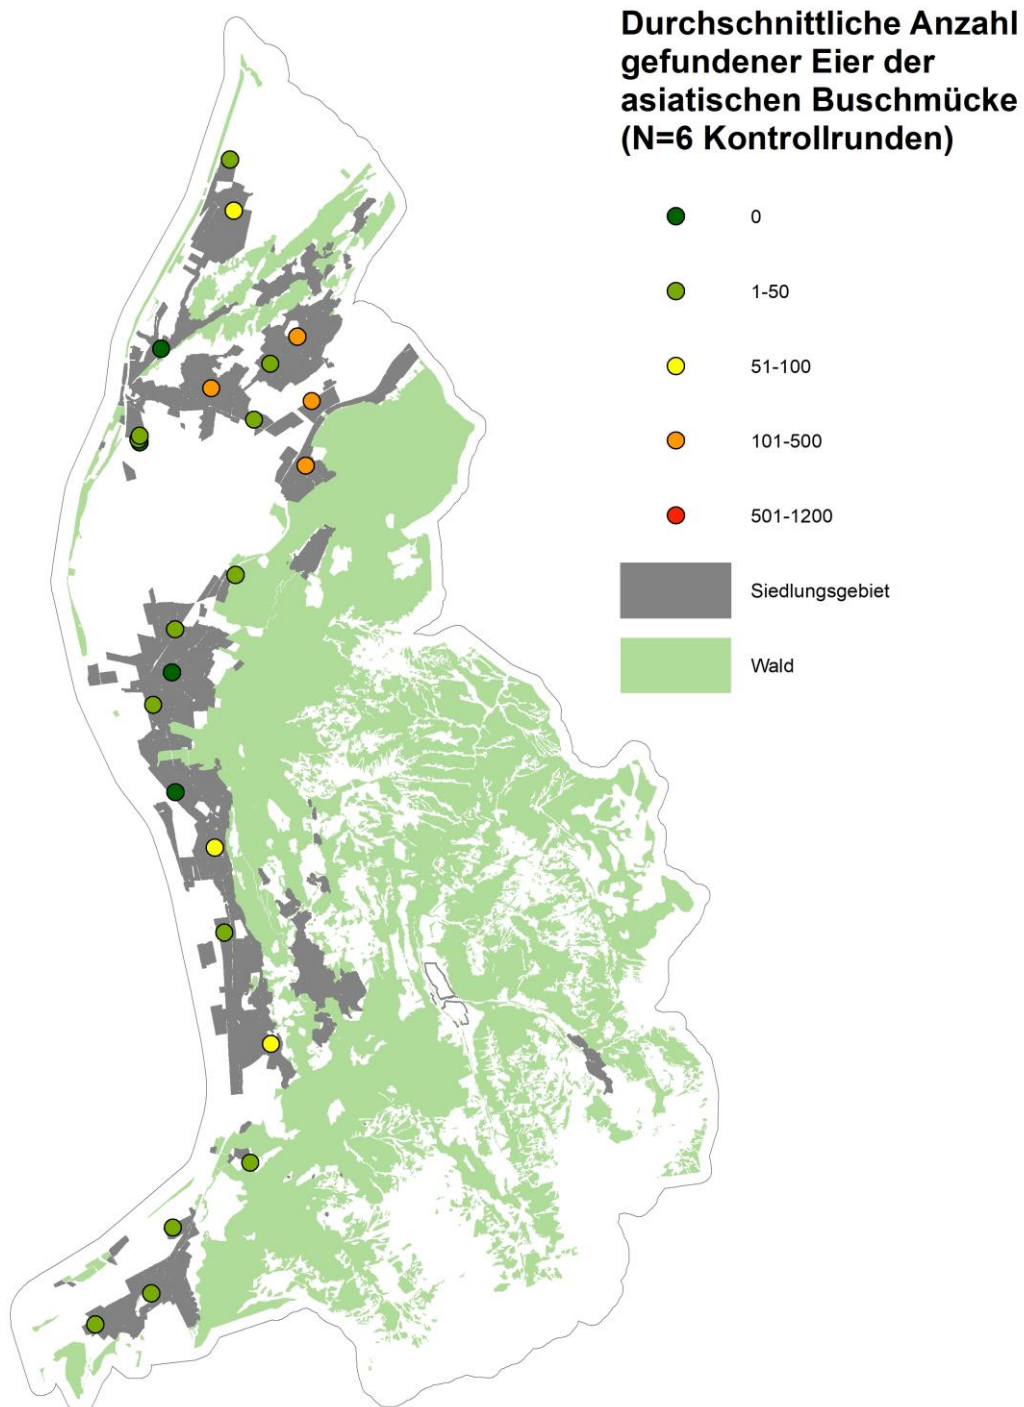 Durchschnittliche Anzahl
gefundener Eier der
asiatischen Buschmücke
(N=6 Kontrollrunden)
0
1-50
51-100
101-500
501-1200
Siedlungsgebiet
Wald